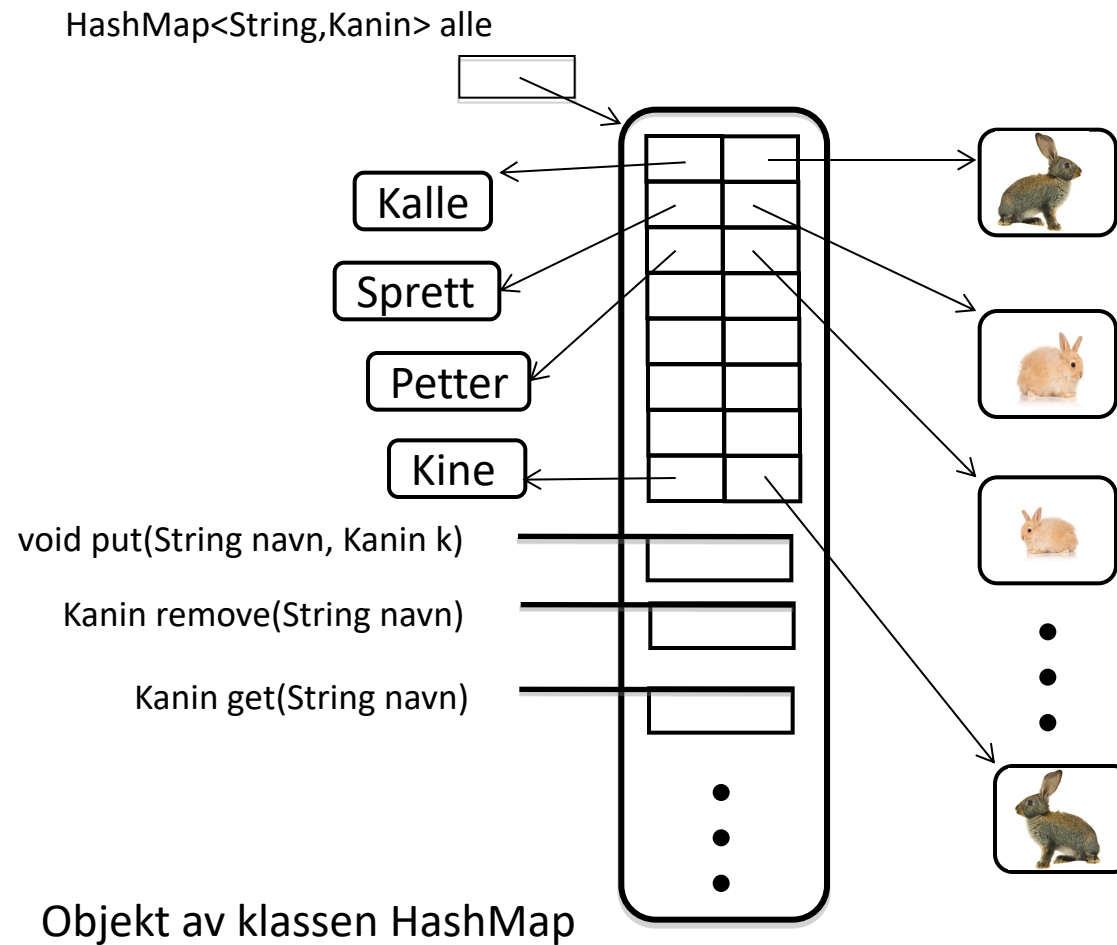 HashMap<String,Kanin> alle
Kalle
Sprett
Petter
Kine
void put(String navn, Kanin k)
Kanin remove(String navn)
Kanin get(String navn)
Objekt av klassen HashMap